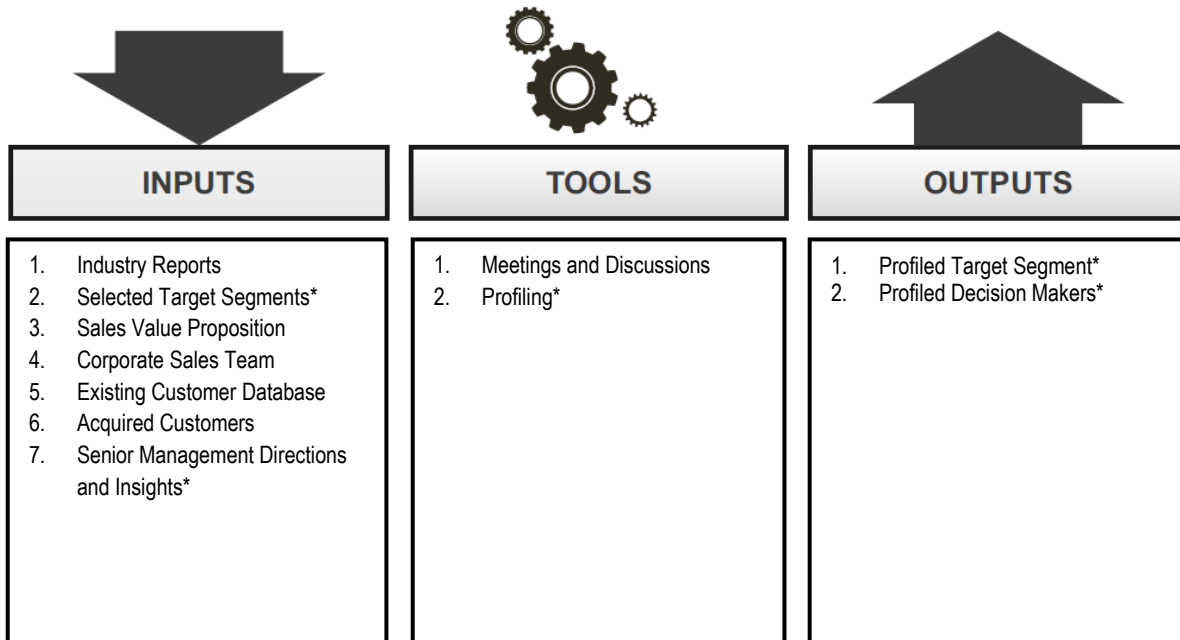 INPUTS
1. Industry Reports
2. Selected Target Segments*
3. Sales Value Proposition
4. Corporate Sales Team
5. Existing Customer Database
6. Acquired Customers
7. Senior Management Directions
and Insights*
TOOLS
1. Meetings and Discussions
2. Profiling*
OUTPUTS
1. Profiled Target Segment*
2. Profiled Decision Makers*